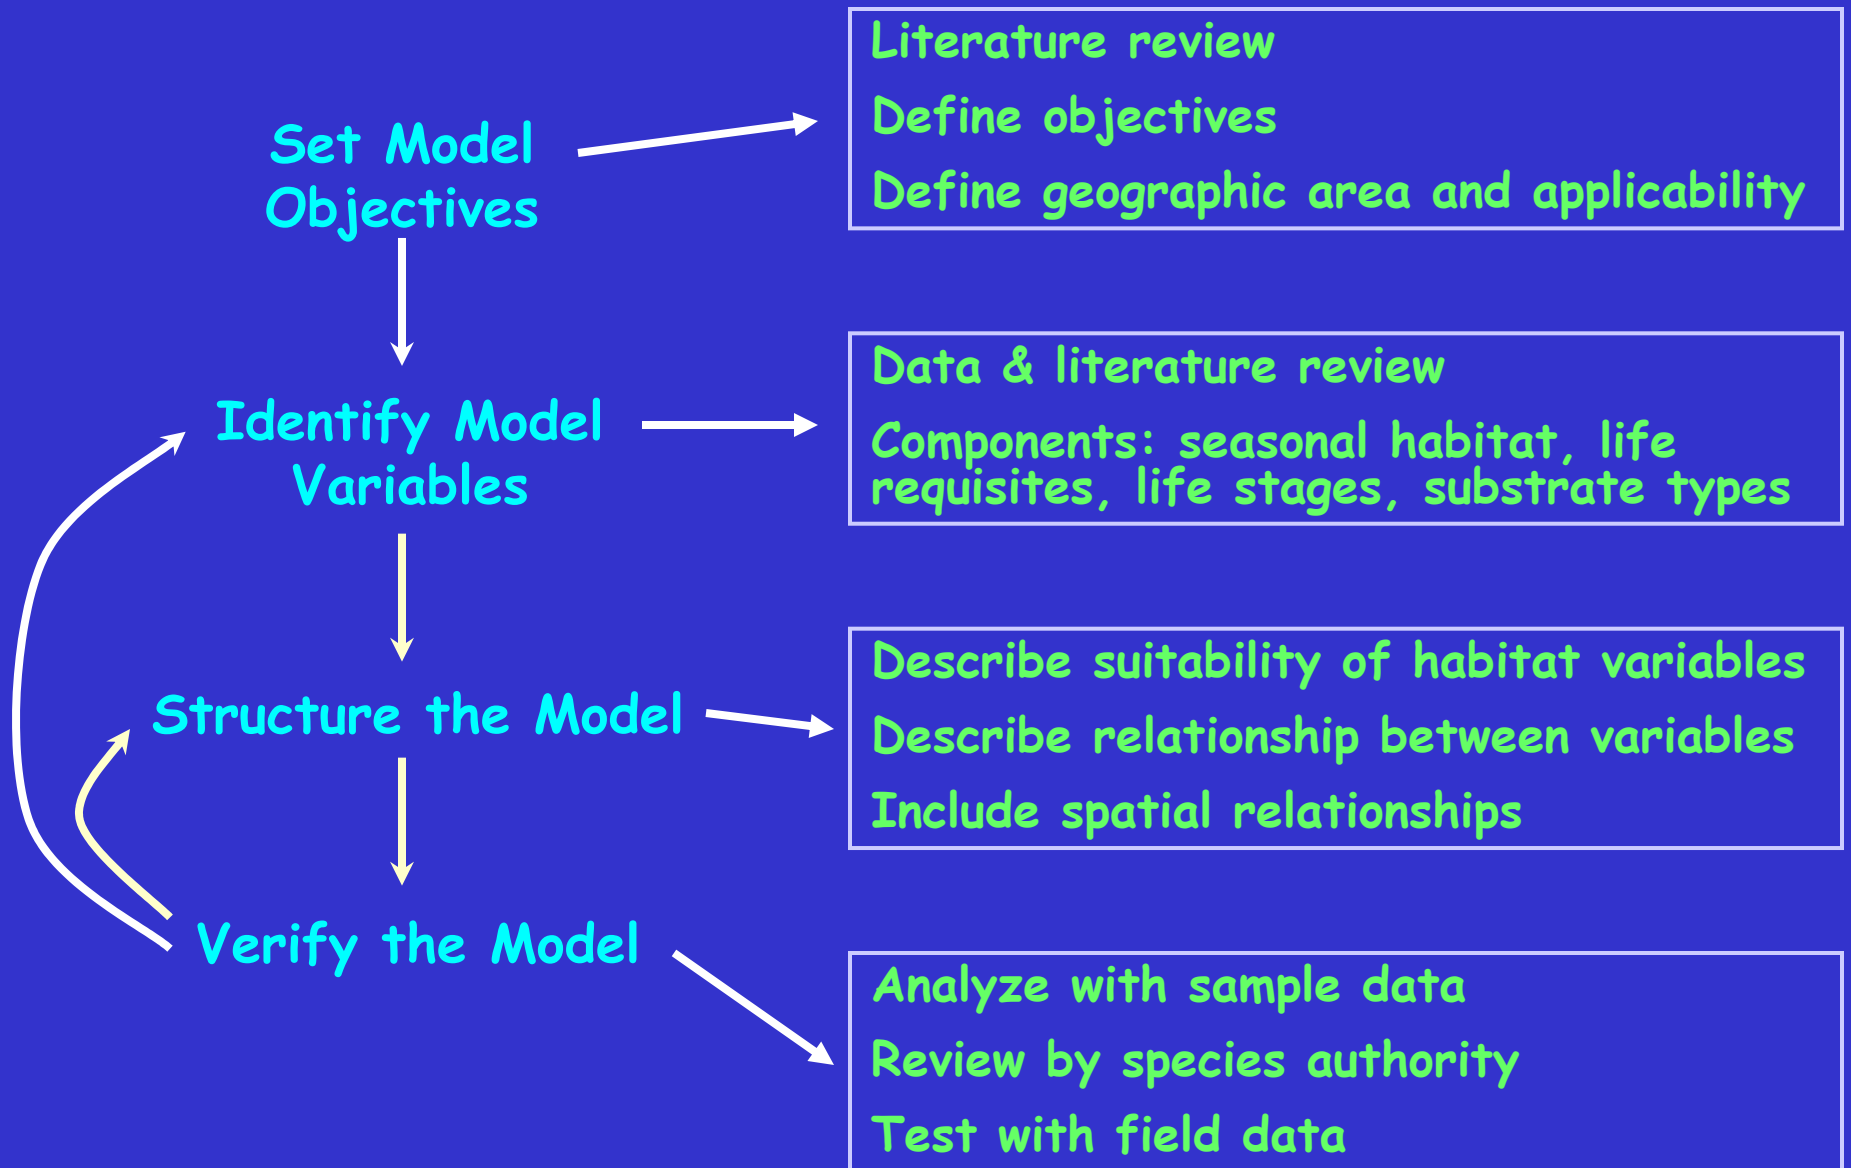 Set Model
Objectives
Literature review
Define objectives
Define geographic area and applicability
Identify Model
Variables
Data & literature review
Components: seasonal habitat, life
requisites, life stages, substrate types
Structure the Model
Describe suitability of habitat variables
Describe relationship between variables
Include spatial relationships
Verify the Model
Analyze with sample data
Review by species authority
Test with field data